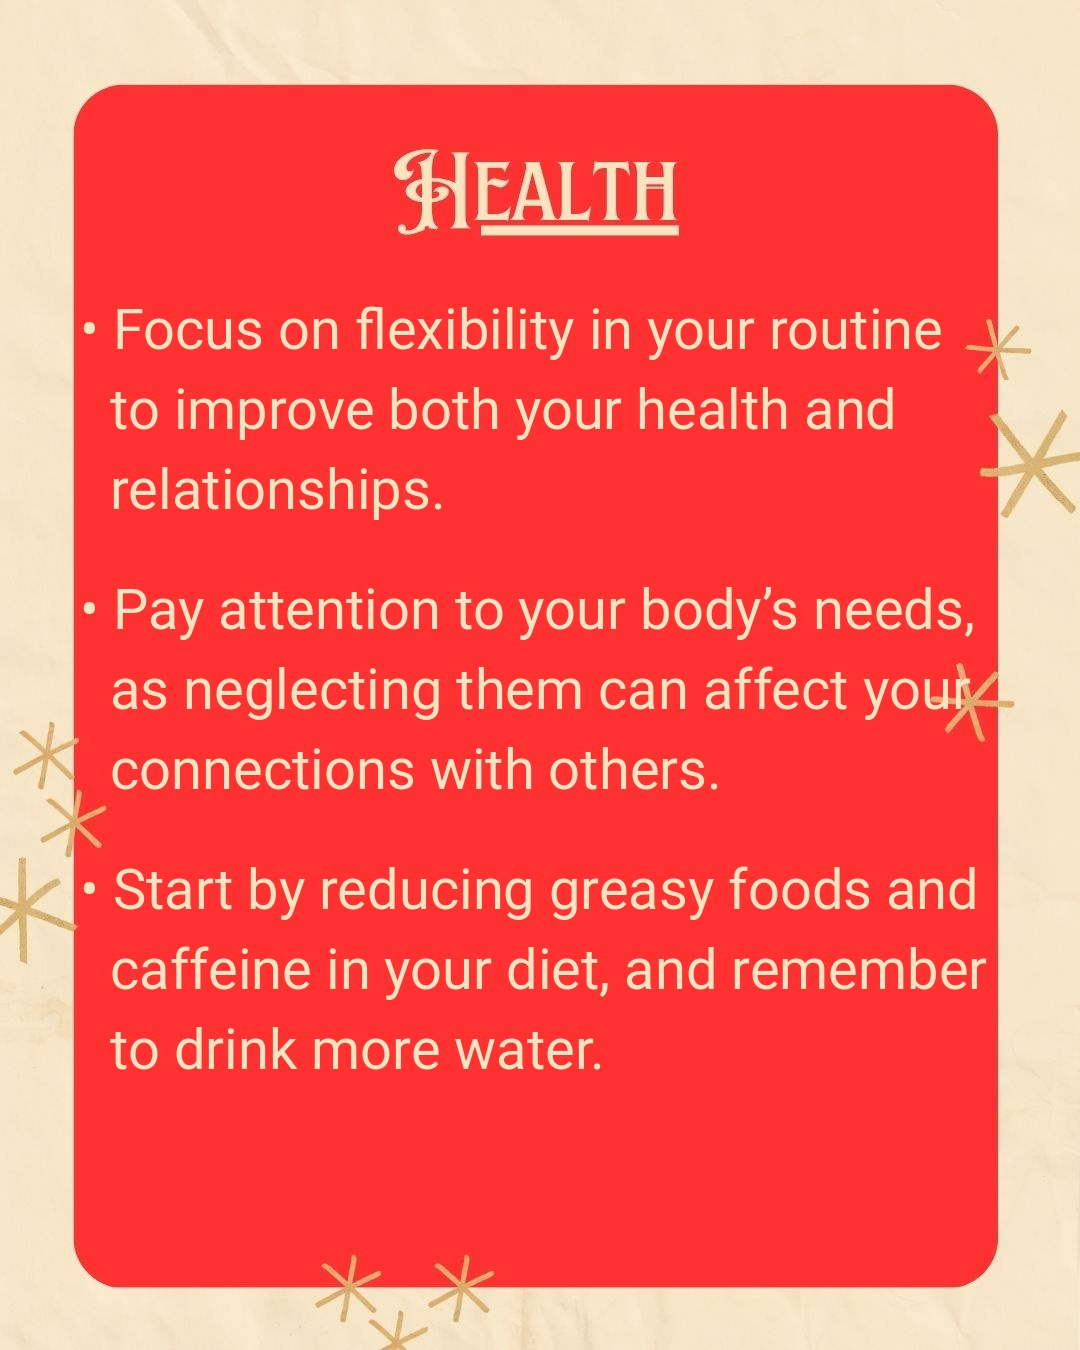 Health
• Focus on flexibility in your routine
to improve both your health and
relationships.
• Pay attention to your body’s needs,
as neglecting them can affect your
connections with others.
• Start by reducing greasy foods and
caffeine in your diet, and remember
to drink more water.